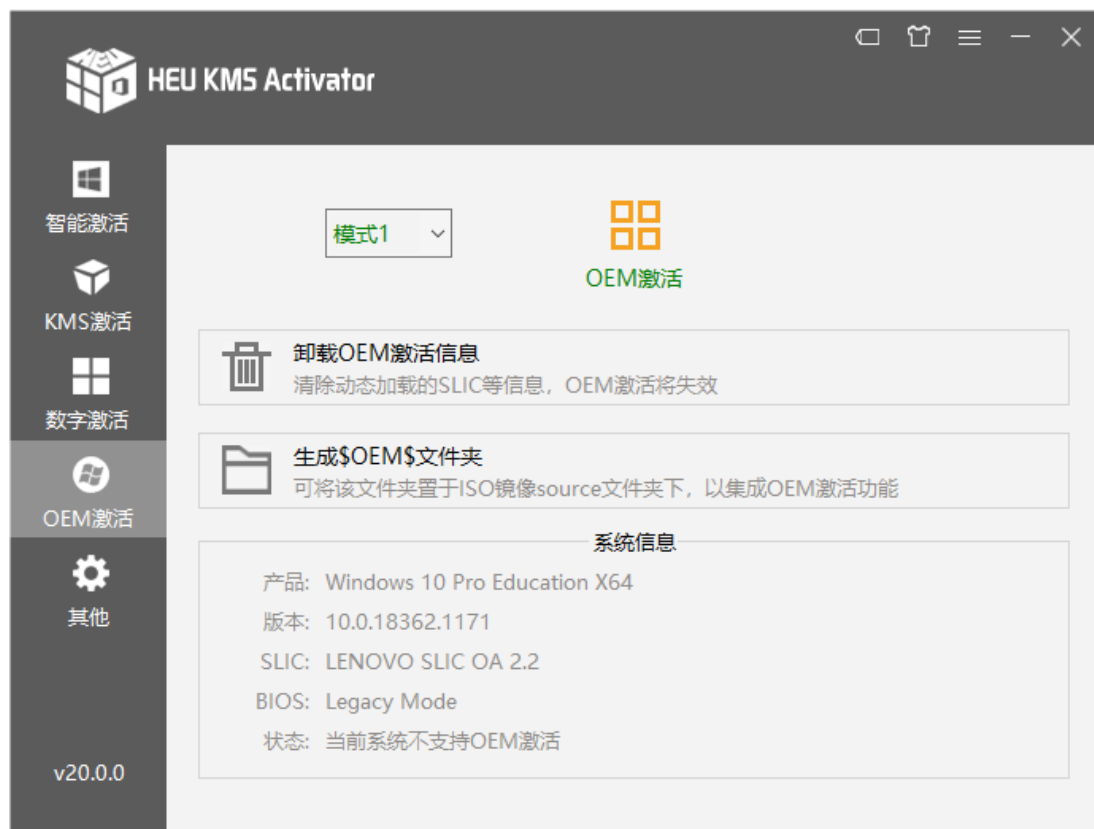 HEU KMS Activator
智能激活
KMS激活
数字激活
OEM激活
其他
v20.0.0
模式1
OEM激活
卸载OEM激活信息
清除动态加载的SLIC等信息，OEM激活将失效
生成$OEM$文件夹
可将该文件夹置于ISO镜像source文件夹下，以集成OEM激活功能
系统信息
产品: Windows 10 Pro Education X64
版本: 10.0.18362.1171
SLIC: LENOVO SLIC OA 2.2
BIOS: Legacy Mode
状态: 当前系统不支持OEM激活